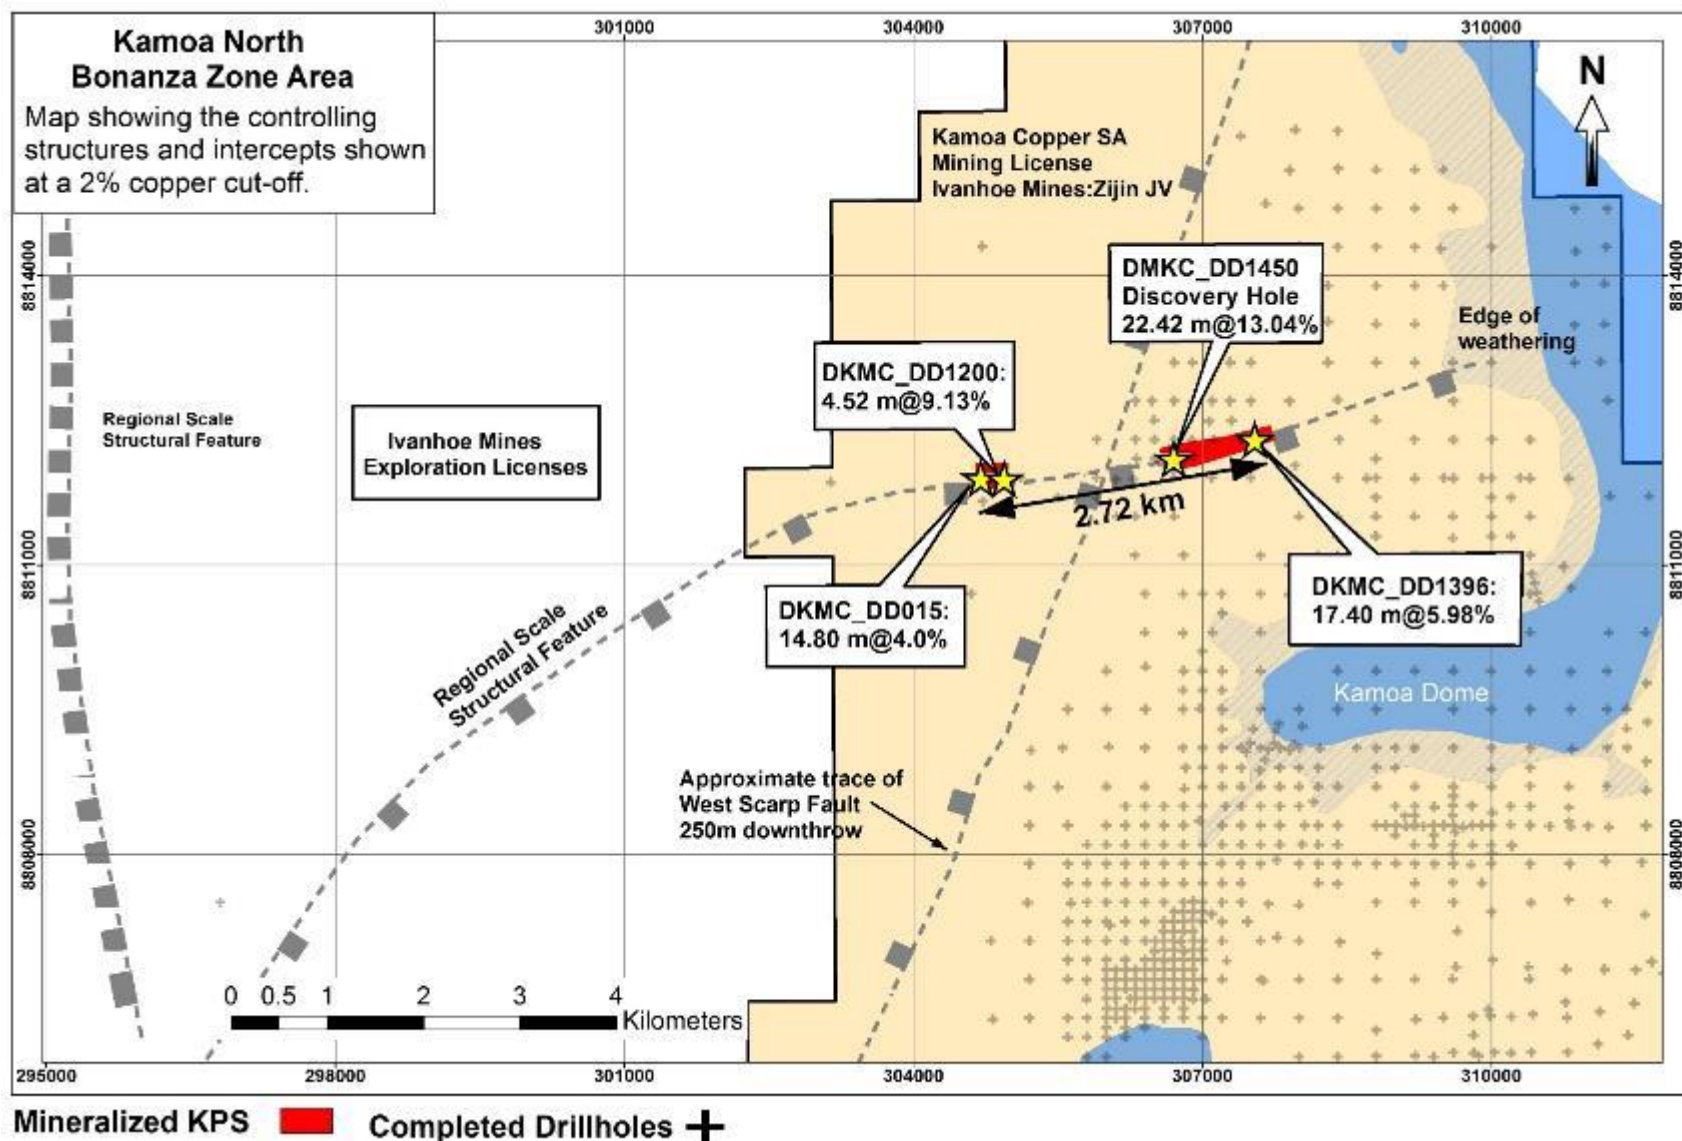 Kamoa North
Bonanza Zone Area
Map showing the controlling
structures and intercepts shown
at a 2% copper cut-off.
301000
304000
307000
310000
N
Kamoa Copper SA
Mining License
Ivanhoe Mines:Zijin JV
8814000
8814000
DMKC_DD1450
Discovery Hole
22.42 m@13.04%
Edge of
weathering
DKMC_DD1200:
4.52 m@9.13%
Regional Scale
Structural Feature
Ivanhoe Mines
Exploration Licenses
2.72 km
8811000
8811000
DKMC_DD015:
14.80 m@4.0%
DKMC_DD1396:
17.40 m@5.98%
Regional Scale
Structural Feature
Kamoa Dome
Approximate trace of
West Scarp Fault
250m downthrow
8808000
8808000
0 0.5 1 2 3 4
Kilometers
295000
298000
301000
304000
307000
310000
Mineralized KPS
Completed Drillholes